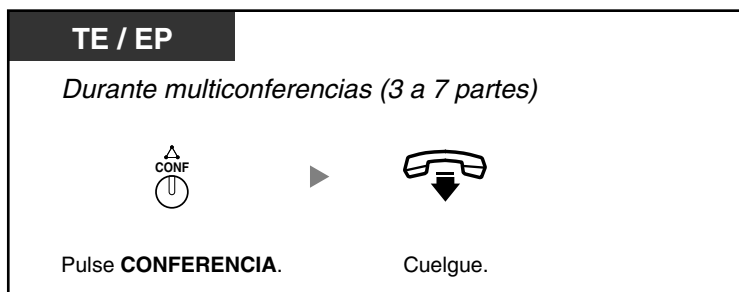 TE / EP
Durante multiconferencias (3 a 7 partes)
CONF
Pulse CONFERENCIA.
Cuelgue.